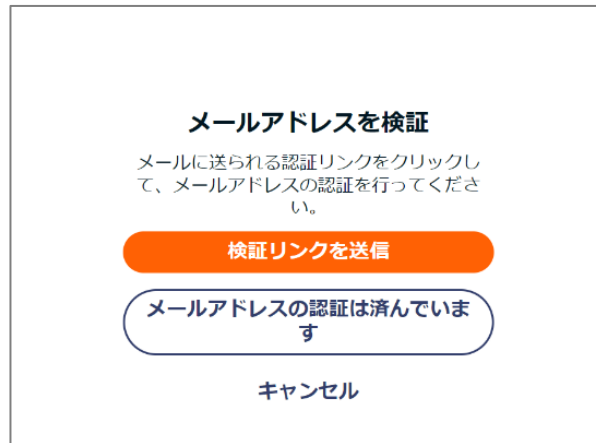 メールアドレスを検証
メールに送られる認証リンクをクリックし
て、メールアドレスの認証を行ってくださ
い。
検証リンクを送信
メールアドレスの認証は済んでいま
す
キャンセル